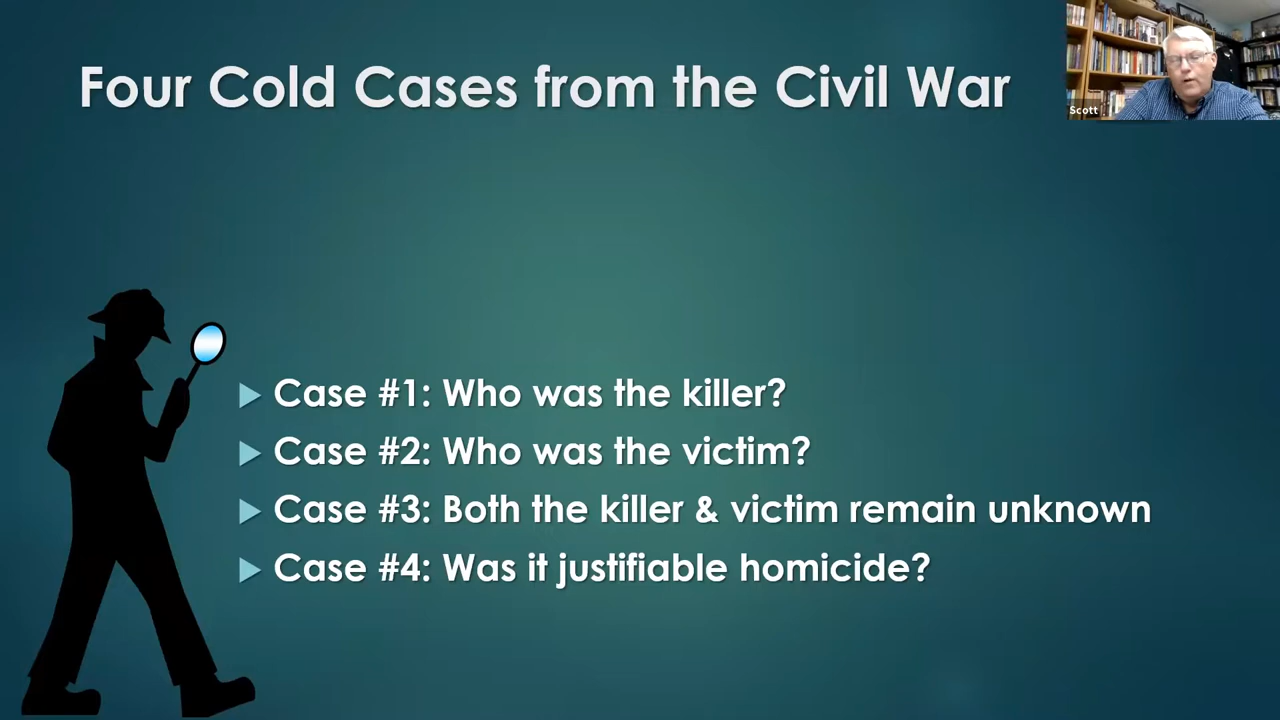 Four Cold Cases from the Civil War
Scott
Case #1: Who was the killer?
Case #2: Who was the victim?
Case #3: Both the killer & victim remain unknown
Case #4: Was it justifiable homicide?